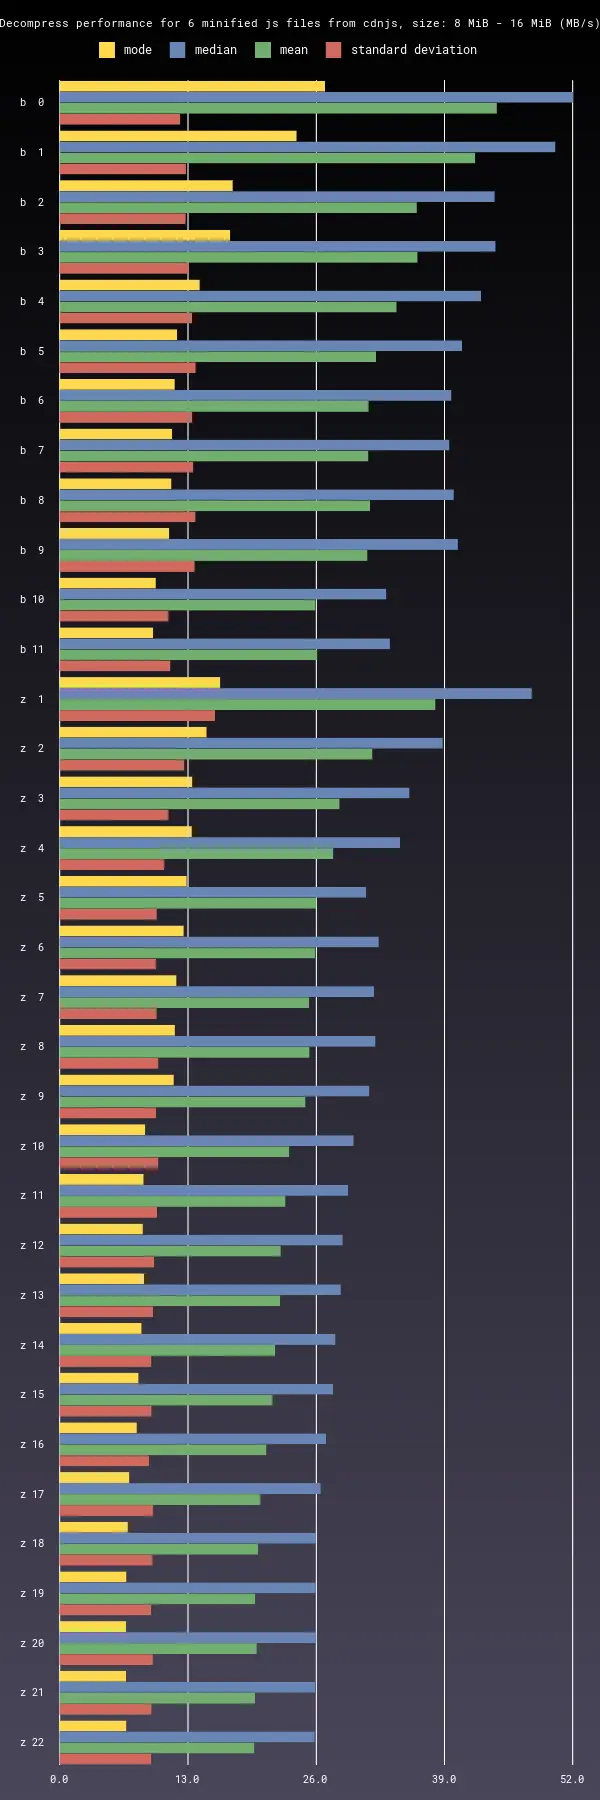 Decompress performance for 6 minified js files from cdnjs, size: 8 MiB - 16 MiB (MB/s)
mode median mean standard deviation
b 0
b 1
b 2
b 3
b 4
b 5
b 6
b 7
b 8
b 9
b 10
b 11
z 1
z 2
z 3
z 4
z 5
z 6
z 7
z 8
z 9
z 10
z 11
z 12
z 13
z 14
z 15
z 16
z 17
z 18
z 19
z 20
z 21
z 22
0.0 13.0 26.0 39.0 52.0